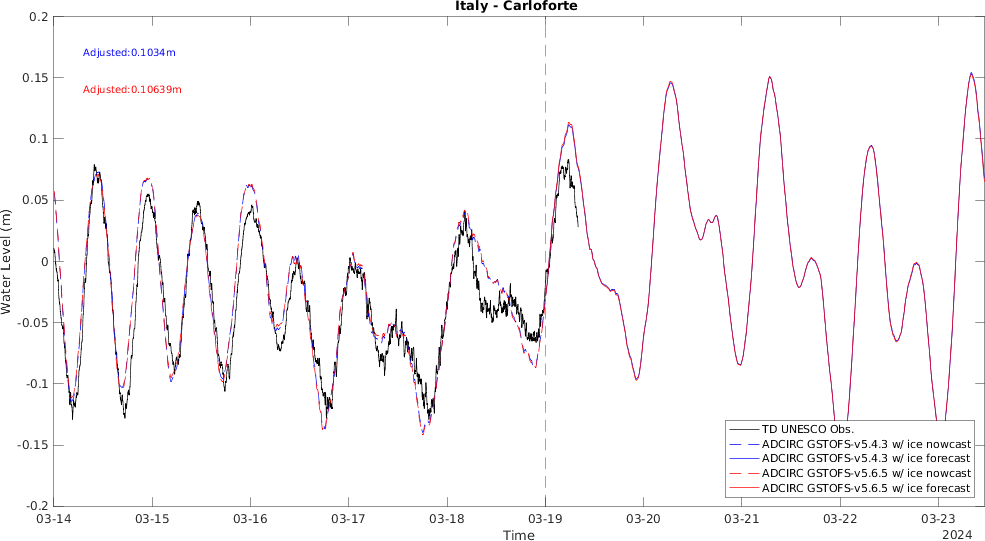 Italy - Carloforte
Adjusted:0.1034m
Adjusted:0.10639m
Water Level (m)
0.2
0.15
0.1
0.05
0
-0.05
-0.1
-0.15
-0.2
TD UNESCO Obs.
ADCIRC GSTOFS-v5.4.3 w/ ice nowcast
ADCIRC GSTOFS-v5.4.3 w/ ice forecast
ADCIRC GSTOFS-v5.6.5 w/ ice nowcast
ADCIRC GSTOFS-v5.6.5 w/ ice forecast
03-14 03-15 03-16 03-17 03-18 03-19 03-20 03-21 03-22 03-23
Time
2024